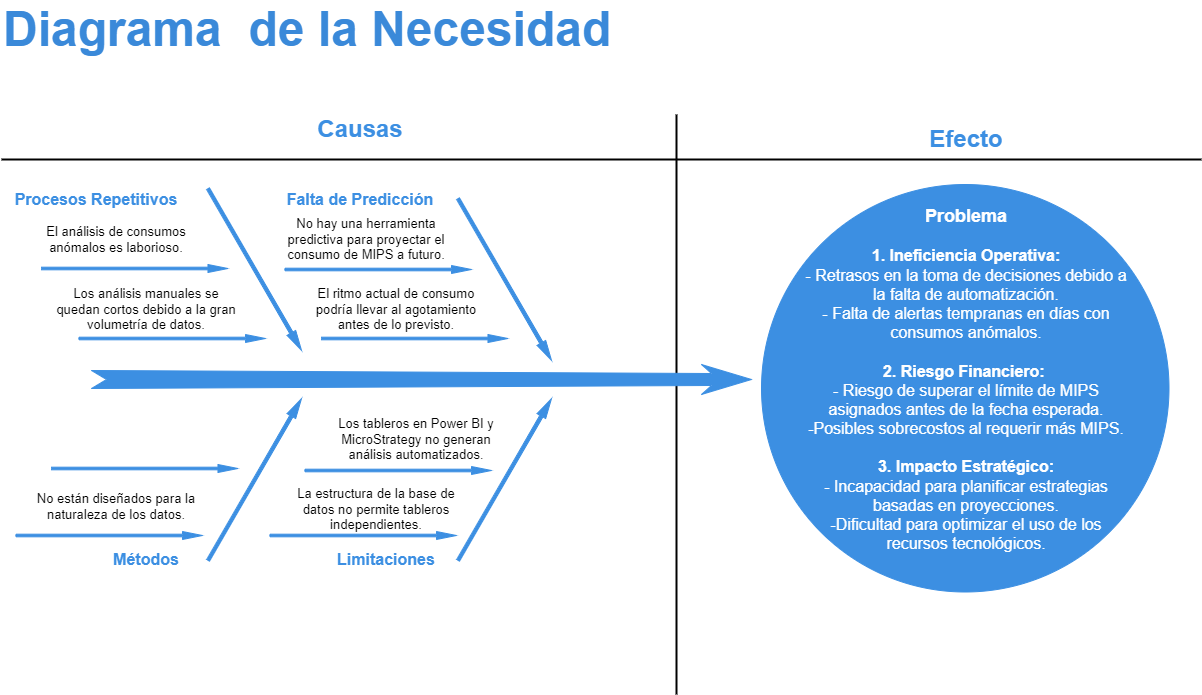 Diagrama  de la Necesidad
Causas
Efecto
Procesos Repetitivos
El análisis de consumos
anómalos es laborioso.
Los análisis manuales se
quedan cortos debido a la gran
volumetría de datos.
Falta de Predicción
No hay una herramienta
predictiva para proyectar el
consumo de MIPS a futuro.
El ritmo actual de consumo
podría llevar al agotamiento
antes de lo previsto.
No están diseñados para la
naturaleza de los datos.
Métodos
Los tableros en Power BI y
MicroStrategy no generan
análisis automatizados.
La estructura de la base de
datos no permite tableros
independientes.
Limitaciones
Problema
1. Ineficiencia Operativa:
- Retrasos en la toma de decisiones debido a
la falta de automatización.
- Falta de alertas tempranas en días con
consumos anómalos.
2. Riesgo Financiero:
- Riesgo de superar el límite de MIPS
asignados antes de la fecha esperada.
-Posibles sobrecostos al requerir más MIPS.
3. Impacto Estratégico:
- Incapacidad para planificar estrategias
basadas en proyecciones.
-Dificultad para optimizar el uso de los
recursos tecnológicos.